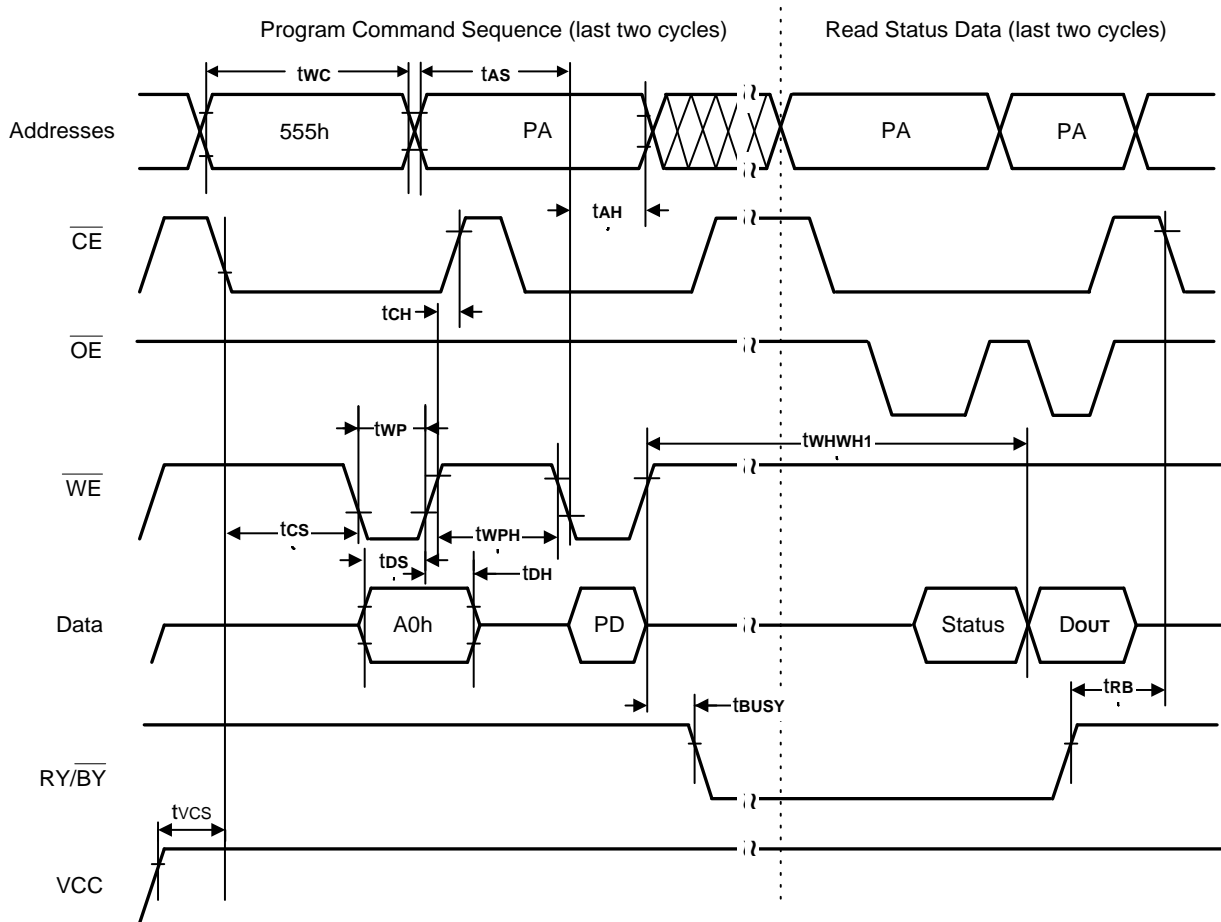 Program Command Sequence (last two cycles)
Read Status Data (last two cycles)
tWC
tAS
Addresses
555h
PA
PA
PA
tAH
CE
tCH
OE
tWP
tWHWH1
WE
tCS
tWPH
tDS
tDH
Data
A0h
PD
Status
DOUT
tBUSY
tRB
RY/BY
tVCS
VCC